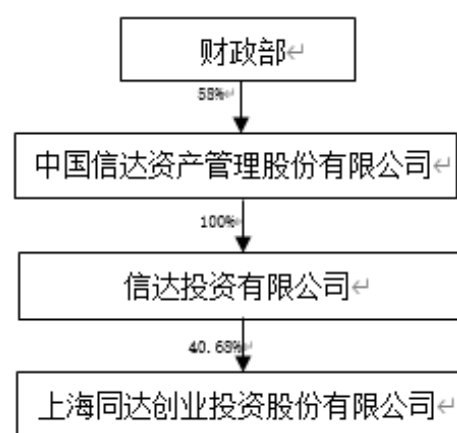 财政部
58%
中国信达资产管理股份有限公司
100%
信达投资有限公司
40.68%
上海同达创业投资股份有限公司